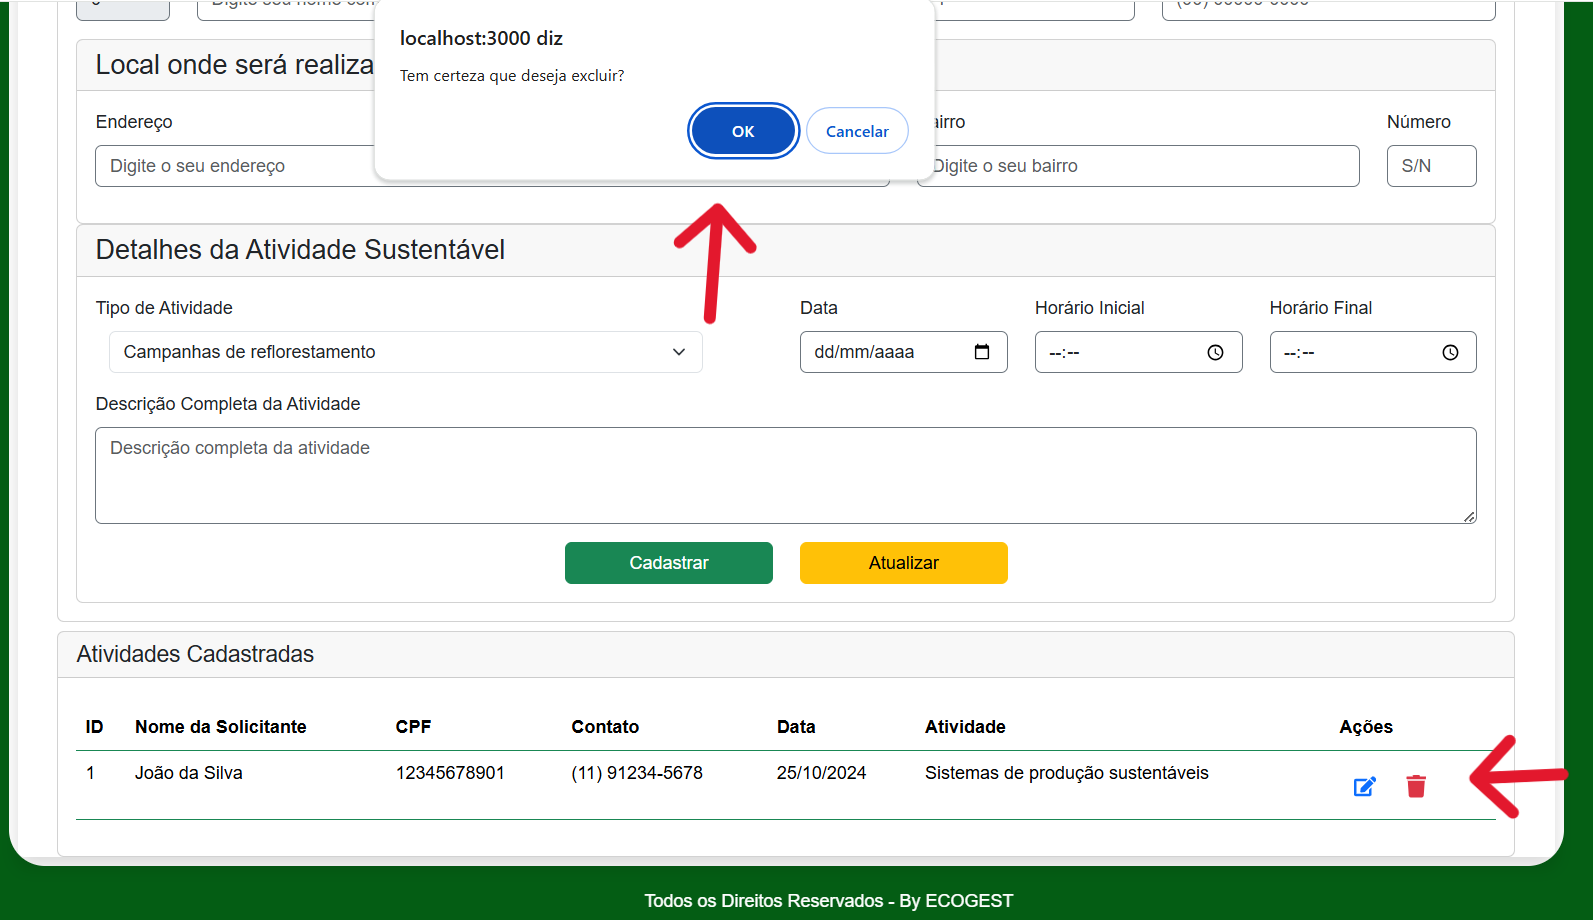 localhost:3000 diz
Tem certeza que deseja excluir?
OK Cancelar
Local onde será
Endereço
Número
Digite o seu endereço
Digite o seu bairro
S/N
Detalhes da Atividade Sustentável
Tipo de Atividade
Data
Horário Inicial
Horário Final
Campanhas de reflorestamento
dd/mm/aaaa
--:--
--:--
Descrição Completa da Atividade
Descrição completa da atividade
Cadastrar
Atualizar
Atividades Cadastradas
ID Nome da Solicitante CPF Contato Data Atividade Ações
1 João da Silva 12345678901 (11) 91234-5678 25/10/2024 Sistemas de produção sustentáveis
Todos os Direitos Reservados - By ECOGEST